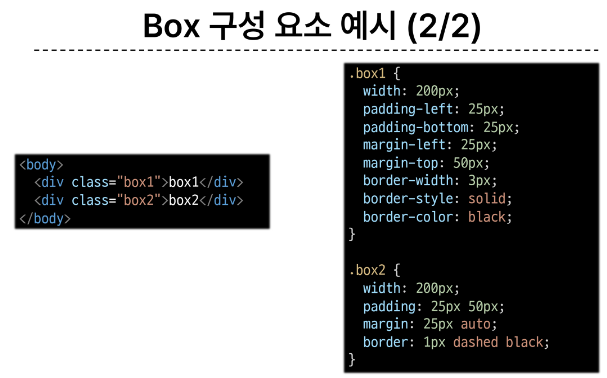 Box 구성 요소 예시 (2/2)
<body>
  <div class="box1">box1</div>
  <div class="box2">box2</div>
</body>
.box1 {
  width: 200px;
  padding-left: 25px;
  padding-bottom: 25px;
  margin-left: 25px;
  margin-top: 50px;
  border-width: 3px;
  border-style: solid;
  border-color: black;
}
.box2 {
  width: 200px;
  padding: 25px 50px;
  margin: 25px auto;
  border: 1px dashed black;
}